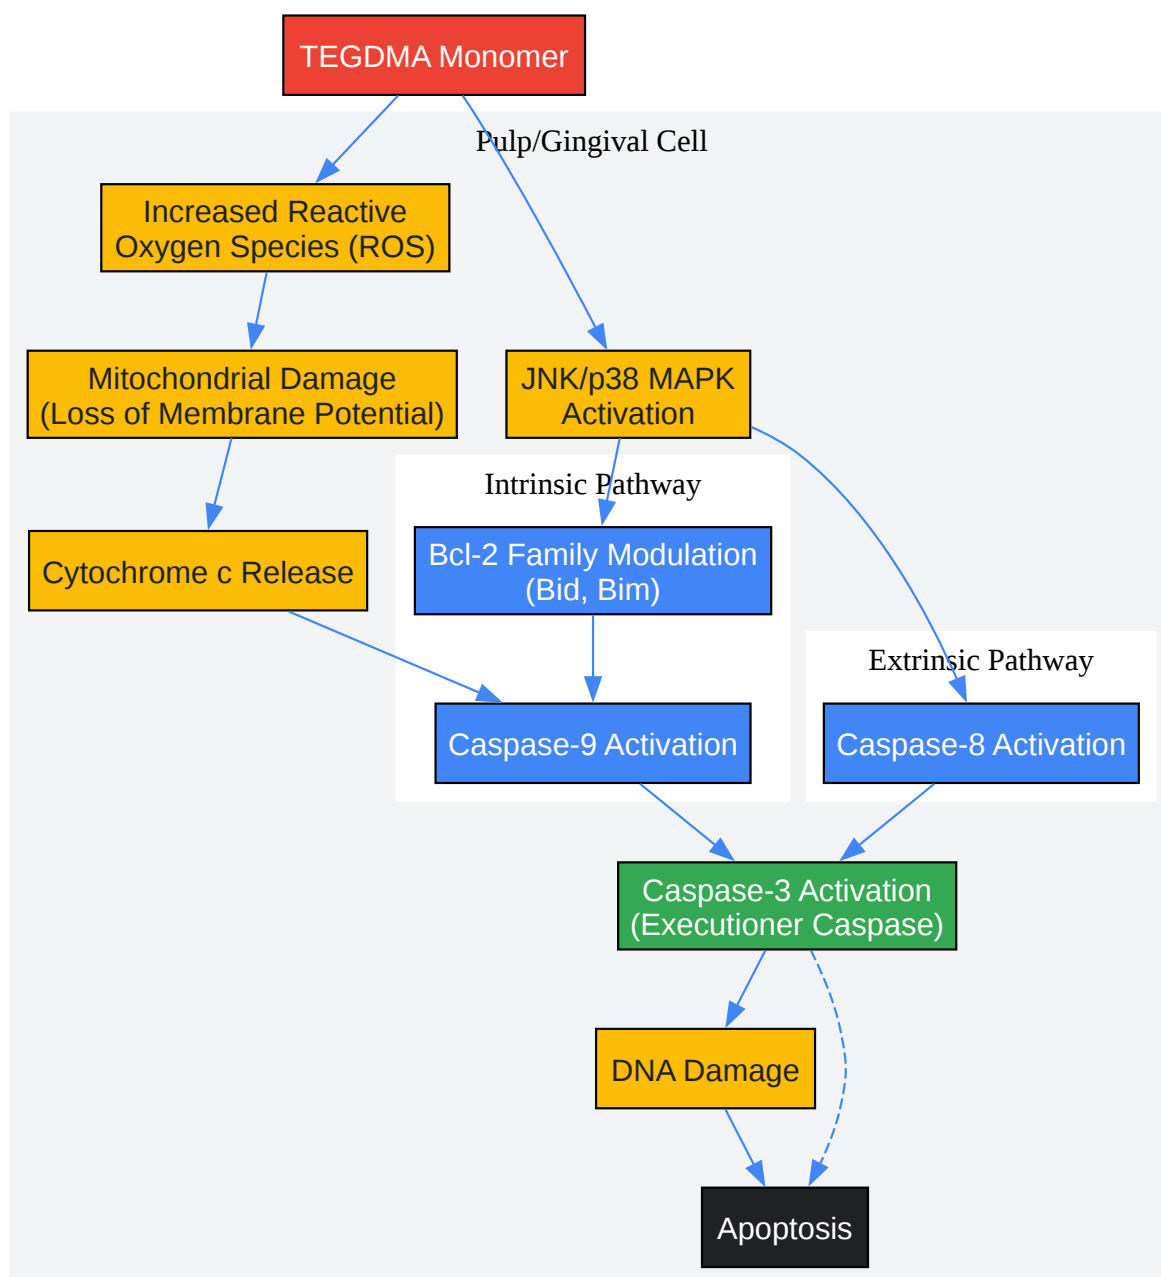 TEGDMA Monomer
Pulp/Gingival Cell
Increased Reactive
Oxygen Species (ROS)
Mitochondrial Damage
(Loss of Membrane Potential)
JNK/p38 MAPK
Activation
Intrinsic Pathway
Bcl-2 Family Modulation
(Bid, Bim)
Cytochrome c Release
Extrinsic Pathway
Caspase-9 Activation
Caspase-8 Activation
Caspase-3 Activation
(Executioner Caspase)
DNA Damage
Apoptosis